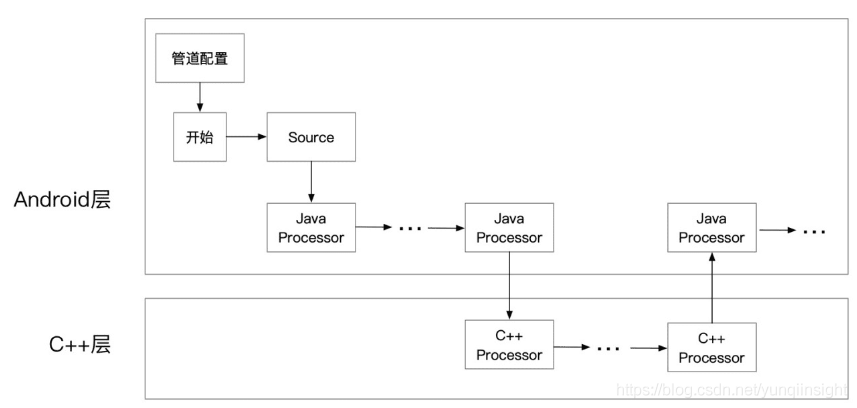 管道配置
开始
Source
Android层
Java
Processor
...
Java
Processor
Java
Processor
...
C++层
C++
Processor
...
C++
Processor
https://blog.csdn.net/yunqiinsight